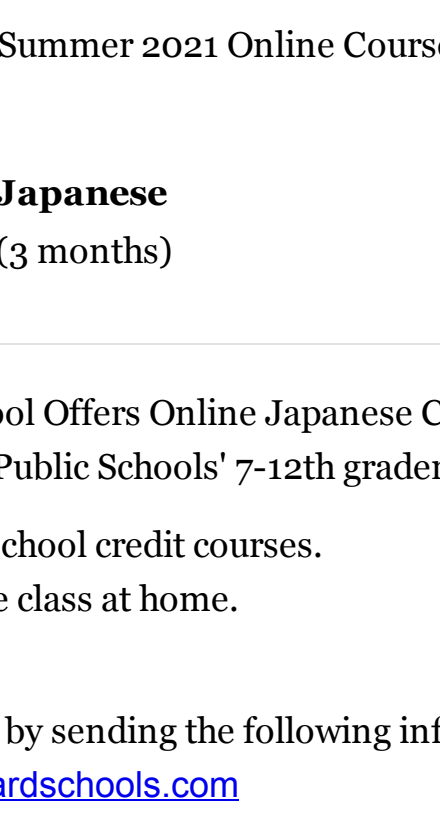 Summer 2021 Online Cours
Japanese
(3 months)
ool Offers Online Japanese C
Public Schools' 7-12th grader
chool credit courses.
e class at home.
by sending the following inf
ardschools.com